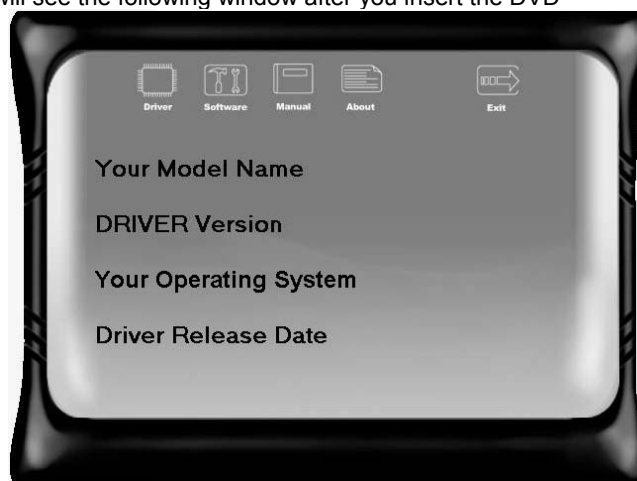 will see the following window after you insert the DVD
Driver Software Manual About Exit
Your Model Name
DRIVER Version
Your Operating System
Driver Release Date